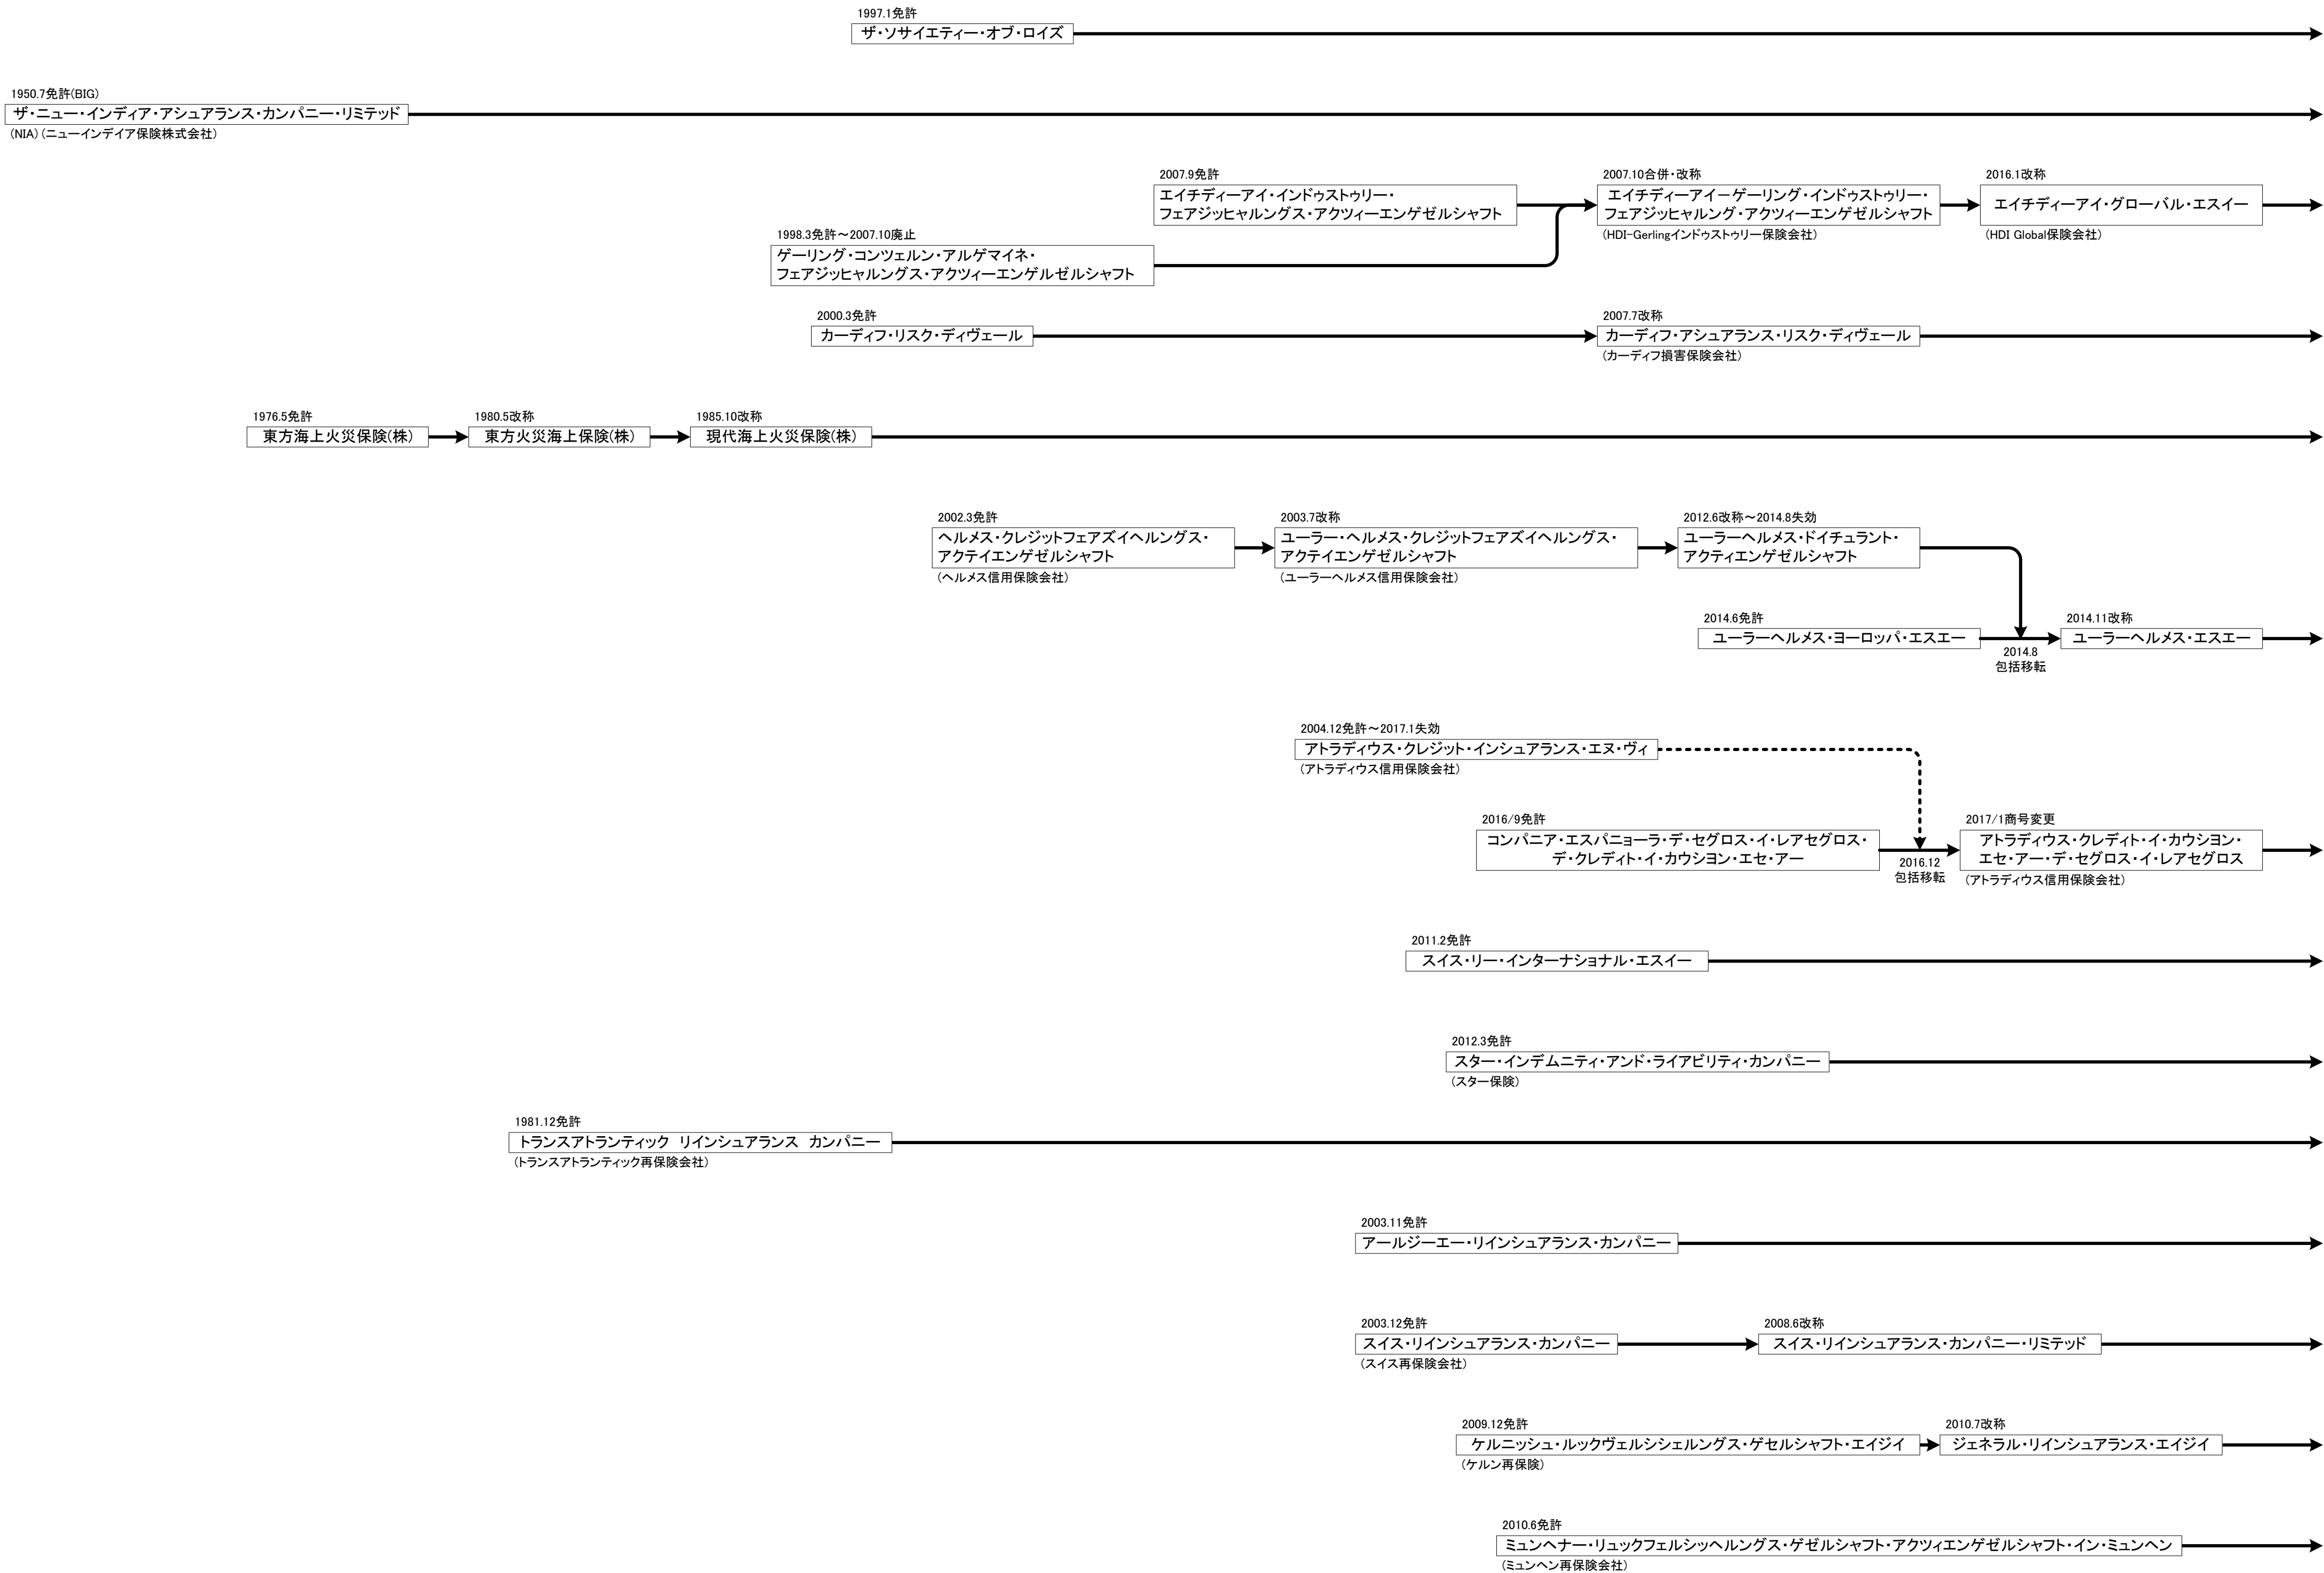 1997.1免許
ザ・ソサイエティー・オブ・ロイズ
1950.7免許(BIG)
ザ・ニュー・インディア・アシュアランス・カンパニー・リミテッド
(NIA)(ニューインデイア保険株式会社)
2007.9免許
エイチディーアイ・インドゥストゥリー・
フェアジッヒャルングス・アクツィーエンゲゼルシャフト
2007.10合併・改称
エイチディーアイ－ゲーリング・インドゥストゥリー・
フェアジッヒャルング・アクツィーエンゲゼルシャフト
(HDI-Gerlingインドゥストゥリー保険会社)
2016.1改称
エイチディーアイ・グローバル・エスイー
(HDI Global保険会社)
1998.3免許～2007.10廃止
ゲーリング・コンツェルン・アルゲマイネ・
フェアジッヒャルングス・アクツィーエンゲルゼルシャフト
2000.3免許
カーディフ・リスク・ディヴェール
2007.7改称
カーディフ・アシュアランス・リスク・ディヴェール
(カーディフ損害保険会社)
1976.5免許
東方海上火災保険(株)
1980.5改称
東方火災海上保険(株)
1985.10改称
現代海上火災保険(株)
2002.3免許
ヘルメス・クレジットフェアズイヘルングス・
アクテイエンゲゼルシャフト
(ヘルメス信用保険会社)
2003.7改称
ユーラー・ヘルメス・クレジットフェアズイヘルングス・
アクテイエンゲゼルシャフト
(ユーラーヘルメス信用保険会社)
2012.6改称～2014.8失効
ユーラーヘルメス・ドイチュラント・
アクティエンゲゼルシャフト
2014.6免許
ユーラーヘルメス・ヨーロッパ・エスエー
2014.8
包括移転
2014.11改称
ユーラーヘルメス・エスエー
2004.12免許～2017.1失効
アトラディウス・クレジット・インシュアランス・エヌ・ヴィ
(アトラディウス信用保険会社)
2016/9免許
コンパニア・エスパニョーラ・デ・セグロス・イ・レアセグロス・
デ・クレディト・イ・カウシヨン・エセ・アー
2016.12
包括移転
2017/1商号変更
アトラディウス・クレディト・イ・カウシヨン・
エセ・アー・デ・セグロス・イ・レアセグロス
(アトラディウス信用保険会社)
2011.2免許
スイス・リー・インターナショナル・エスイー
2012.3免許
スター・インデムニティ・アンド・ライアビリティ・カンパニー
(スター保険)
1981.12免許
トランスアトランティック　リインシュアランス　カンパニー
(トランスアトランティック再保険会社)
2003.11免許
アールジーエー・リインシュアランス・カンパニー
2003.12免許
スイス・リインシュアランス・カンパニー
(スイス再保険会社)
2008.6改称
スイス・リインシュアランス・カンパニー・リミテッド
2009.12免許
ケルニッシュ・ルックヴェルシシェルングス・ゲセルシャフト・エイジイ
(ケルン再保険)
2010.7改称
ジェネラル・リインシュアランス・エイジイ
2010.6免許
ミュンヘナー・リュックフェルシッヘルングス・ゲゼルシャフト・アクツィエンゲゼルシャフト・イン・ミュンヘン
(ミュンヘン再保険会社)